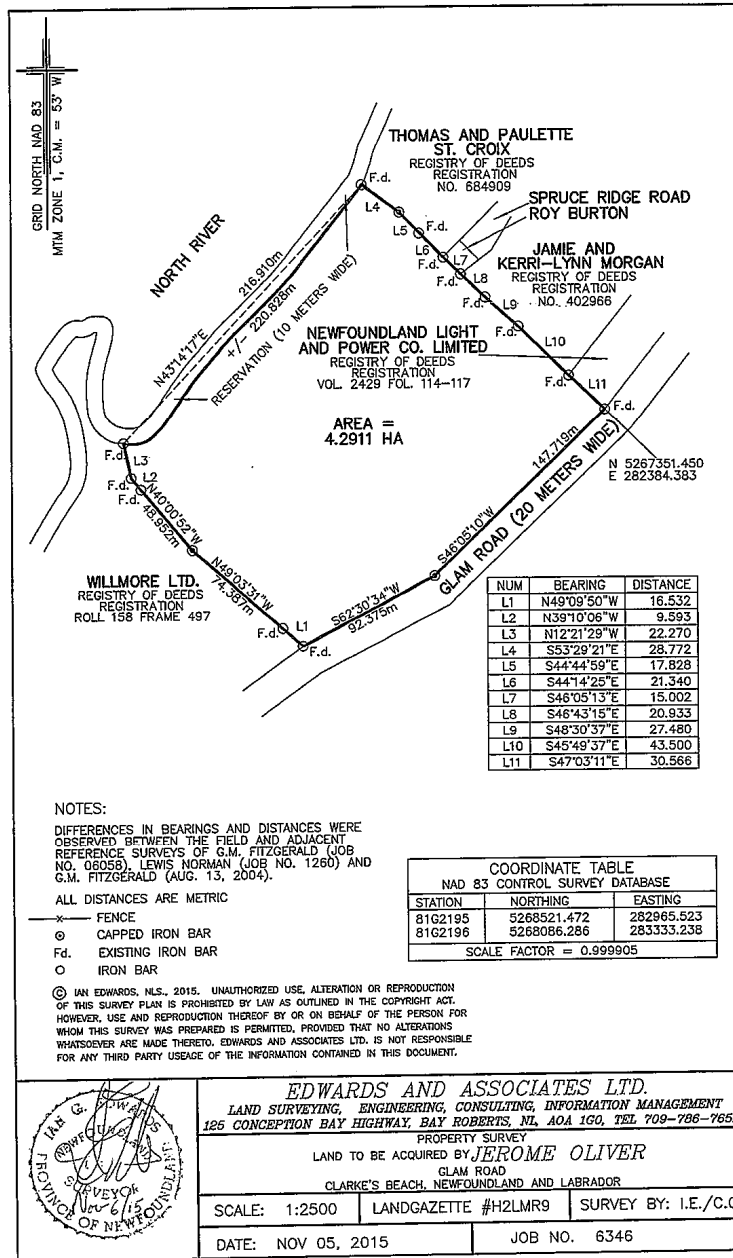 GRID NORTH NAD 83
MTM ZONE 1, C.M. = 53° W
THOMAS AND PAULETTE
ST. CROIX
REGISTRY OF DEEDS
REGISTRATION
NO. 684909
SPRUCE RIDGE ROAD
ROY BURTON
JAMIE AND
KERRI-LYNN MORGAN
REGISTRY OF DEEDS
REGISTRATION
NO. 402966
NORTH RIVER
F.d.
L4
L5
F.d.
L6
F.d.
L7
F.d.
L8
L9
L10
F.d.
L11
F.d.
216.910m
N43°14'17"E
+/- 220.828m
RESERVATION (10 METERS WIDE)
NEWFOUNDLAND LIGHT
AND POWER CO. LIMITED
REGISTRY OF DEEDS
REGISTRATION
VOL. 2429 FOL. 114-117
AREA =
4.2911 HA
N 5267351.450
E 282384.383
147.719m
S46°05'10"W
GLAM ROAD (20 METERS WIDE)
F.d.
L3
F.d.
L2
F.d.
N40°00'52"W
48.952m
N49°03'37"W
74.387m
F.d.
L1
F.d.
S62°30'34"W
92.375m
WILLMORE LTD.
REGISTRY OF DEEDS
REGISTRATION
ROLL 158 FRAME 497
NUM BEARING DISTANCE
L1 N49°09'50"W 16.532
L2 N39°10'06"W 9.593
L3 N12°21'29"W 22.270
L4 S53°29'21"E 28.772
L5 S44°44'59"E 17.828
L6 S44°14'25"E 21.340
L7 S46°05'13"E 15.002
L8 S46°43'15"E 20.933
L9 S48°30'37"E 27.480
L10 S45°49'37"E 43.500
L11 S47°03'11"E 30.566
NOTES:
DIFFERENCES IN BEARINGS AND DISTANCES WERE
OBSERVED BETWEEN THE FIELD AND ADJACENT
REFERENCE SURVEYS OF G.M. FITZGERALD (JOB
NO. 06058), LEWIS NORMAN (JOB NO. 1260) AND
G.M. FITZGERALD (AUG. 13, 2004).
ALL DISTANCES ARE METRIC
x FENCE
CAPPED IRON BAR
Fd. EXISTING IRON BAR
IRON BAR
COORDINATE TABLE
NAD 83 CONTROL SURVEY DATABASE
STATION NORTHING EASTING
81G2195 5268521.472 282965.523
81G2196 5268086.286 283333.238
SCALE FACTOR = 0.999905
© IAN EDWARDS, NLS., 2015. UNAUTHORIZED USE, ALTERATION OR REPRODUCTION
OF THIS SURVEY PLAN IS PROHIBITED BY LAW AS OUTLINED IN THE COPYRIGHT ACT.
HOWEVER, USE AND REPRODUCTION THEREOF BY OR ON BEHALF OF THE PERSON FOR
WHOM THIS SURVEY WAS PREPARED IS PERMITTED, PROVIDED THAT NO ALTERATIONS
WHATSOEVER ARE MADE THERETO. EDWARDS AND ASSOCIATES LTD. IS NOT RESPONSIBLE
FOR ANY THIRD PARTY USEAGE OF THE INFORMATION CONTAINED IN THIS DOCUMENT.
IAN G. EDWARDS
NEWFOUNDLAND
SURVEYOR
Nov 6/15
PROVINCE OF NEWFOUNDLAND
EDWARDS AND ASSOCIATES LTD.
LAND SURVEYING, ENGINEERING, CONSULTING, INFORMATION MANAGEMENT
125 CONCEPTION BAY HIGHWAY, BAY ROBERTS, NL, A0A 1G0, TEL 709-786-765
PROPERTY SURVEY
LAND TO BE ACQUIRED BY JEROME OLIVER
GLAM ROAD
CLARKE'S BEACH, NEWFOUNDLAND AND LABRADOR
SCALE: 1:2500 LANDGAZETTE #H2LMR9 SURVEY BY: I.E./C.
DATE: NOV 05, 2015 JOB NO. 6346